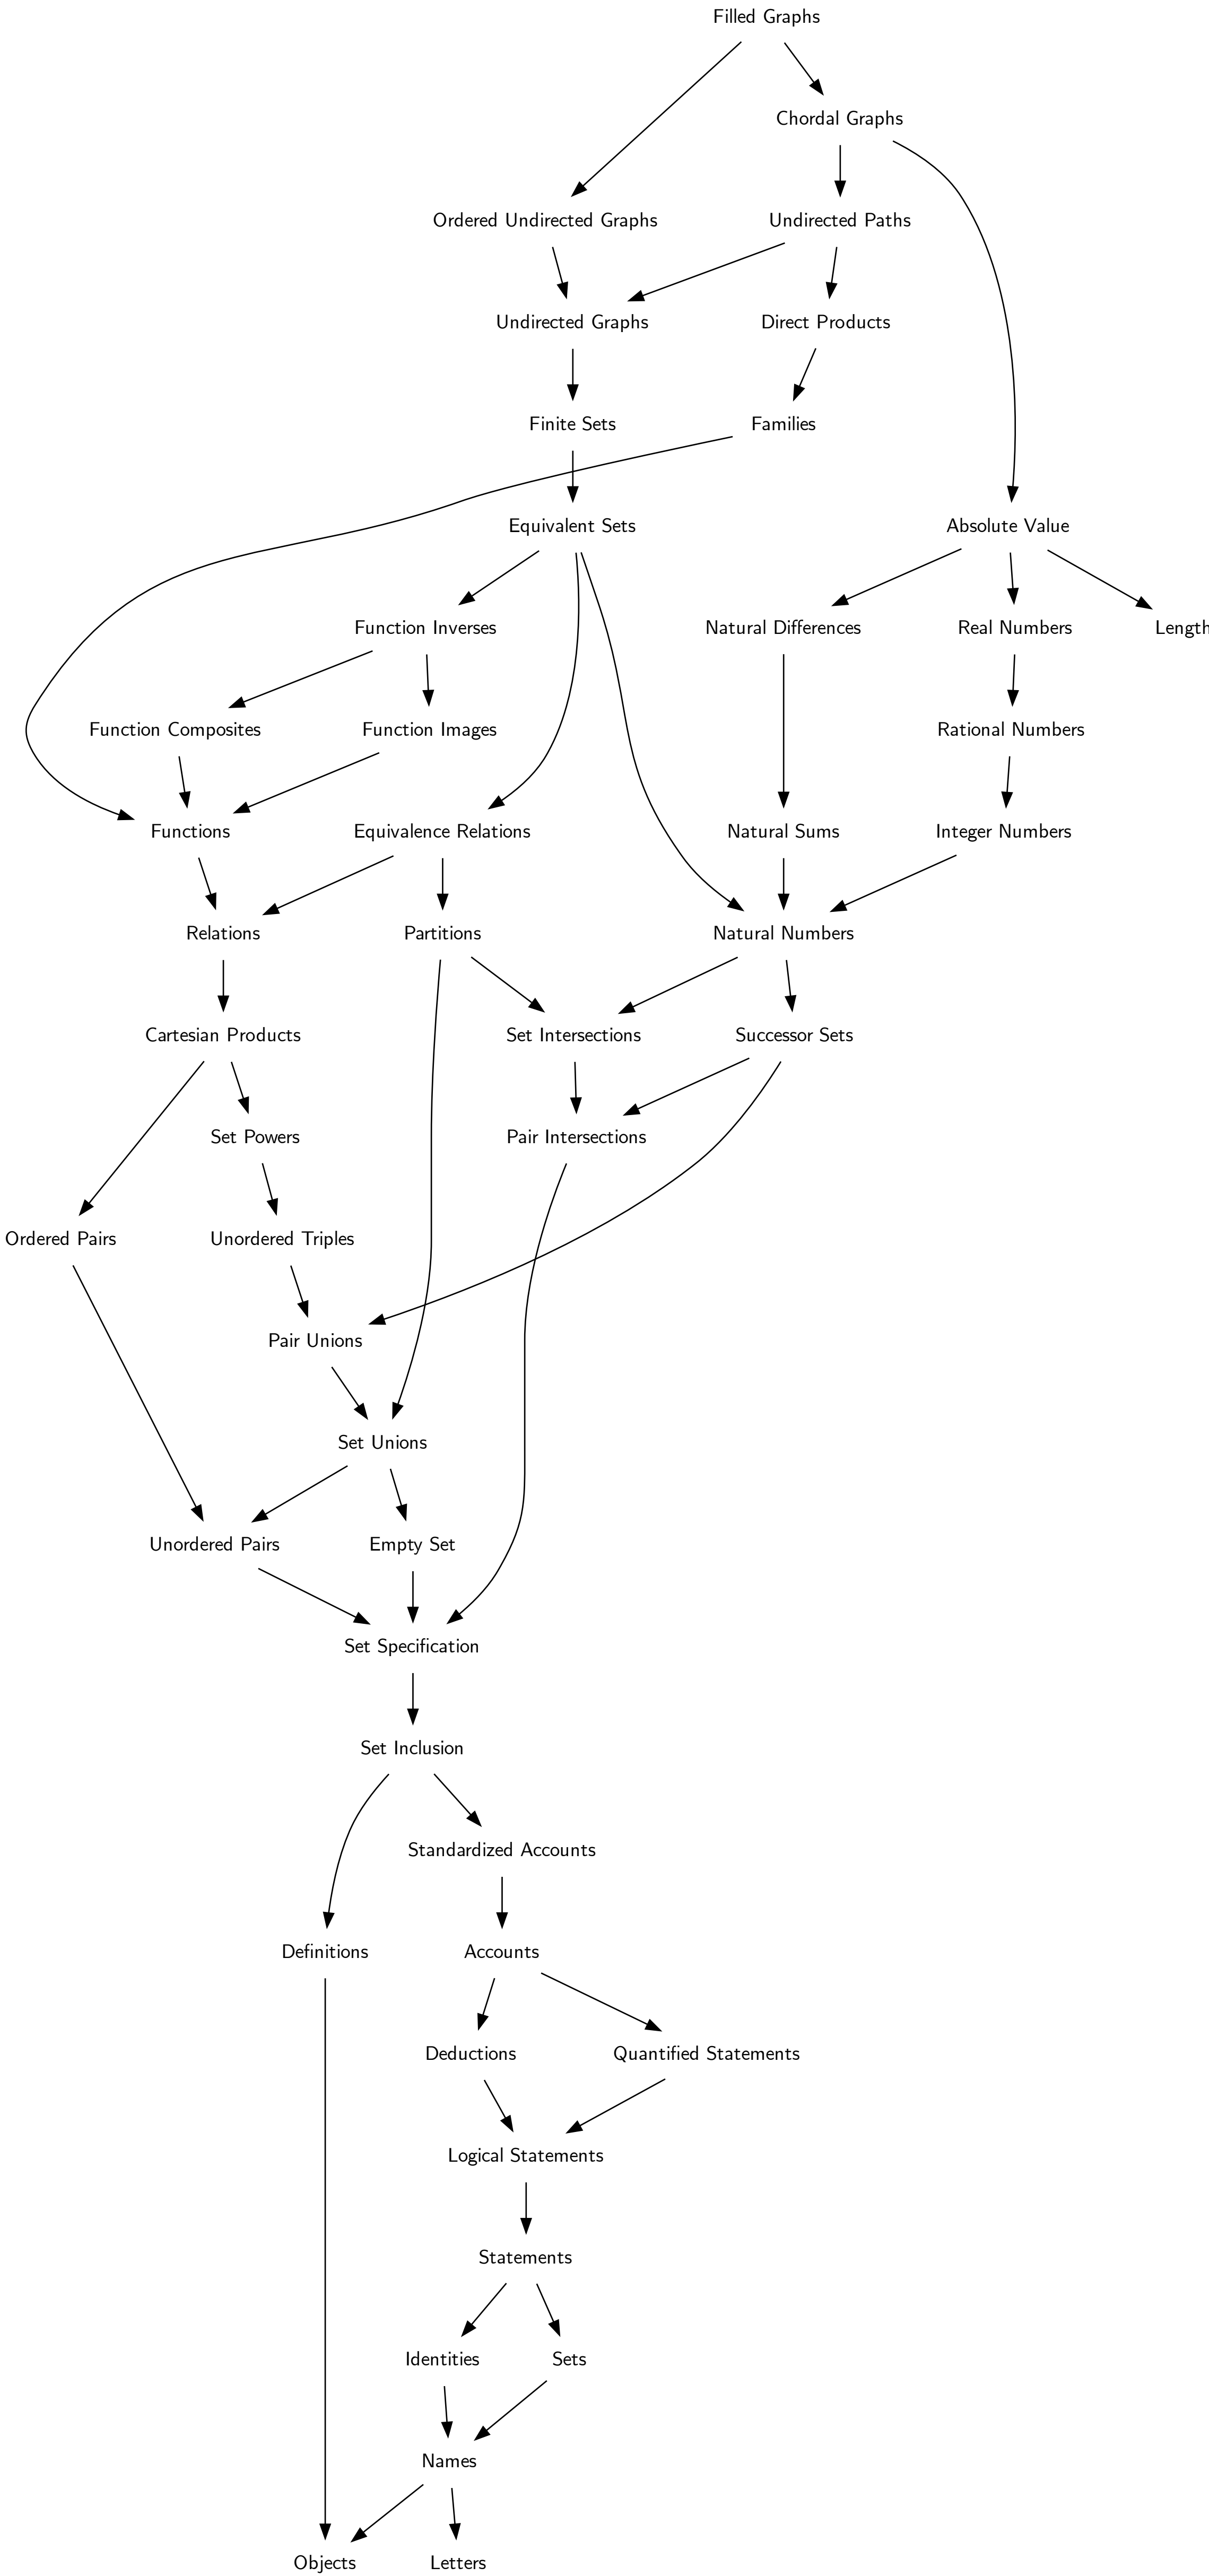 Filled Graphs
Chordal Graphs
Ordered Undirected Graphs
Undirected Paths
Undirected Graphs
Direct Products
Finite Sets
Families
Equivalent Sets
Absolute Value
Function Inverses
Natural Differences
Real Numbers
Length
Function Composites
Function Images
Rational Numbers
Functions
Equivalence Relations
Natural Sums
Integer Numbers
Relations
Partitions
Natural Numbers
Cartesian Products
Set Intersections
Successor Sets
Set Powers
Pair Intersections
Ordered Pairs
Unordered Triples
Pair Unions
Set Unions
Unordered Pairs
Empty Set
Set Specification
Set Inclusion
Standardized Accounts
Definitions
Accounts
Deductions
Quantified Statements
Logical Statements
Statements
Identities
Sets
Names
Objects
Letters